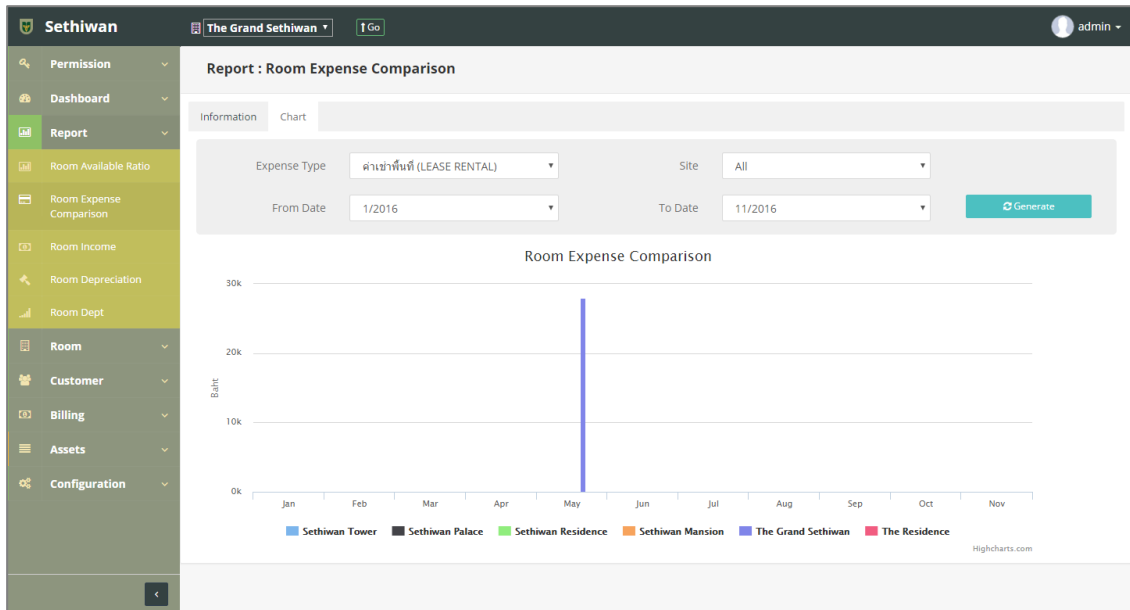 Sethiwan
The Grand Sethiwan
Go
admin
Permission
Dashboard
Report
Room Available Ratio
Room Expense
Comparison
Room Income
Room Depreciation
Room Dept
Room
Customer
Billing
Assets
Configuration
Report : Room Expense Comparison
Information Chart
Expense Type ค่าเช่าพื้นที่ (LEASE RENTAL) Site All
From Date 1/2016 To Date 11/2016 Generate
Room Expense Comparison
30k
20k
Baht
10k
0k
Jan Feb Mar Apr May Jun Jul Aug Sep Oct Nov
Sethiwan Tower Sethiwan Palace Sethiwan Residence Sethiwan Mansion The Grand Sethiwan The Residence
Highcharts.com